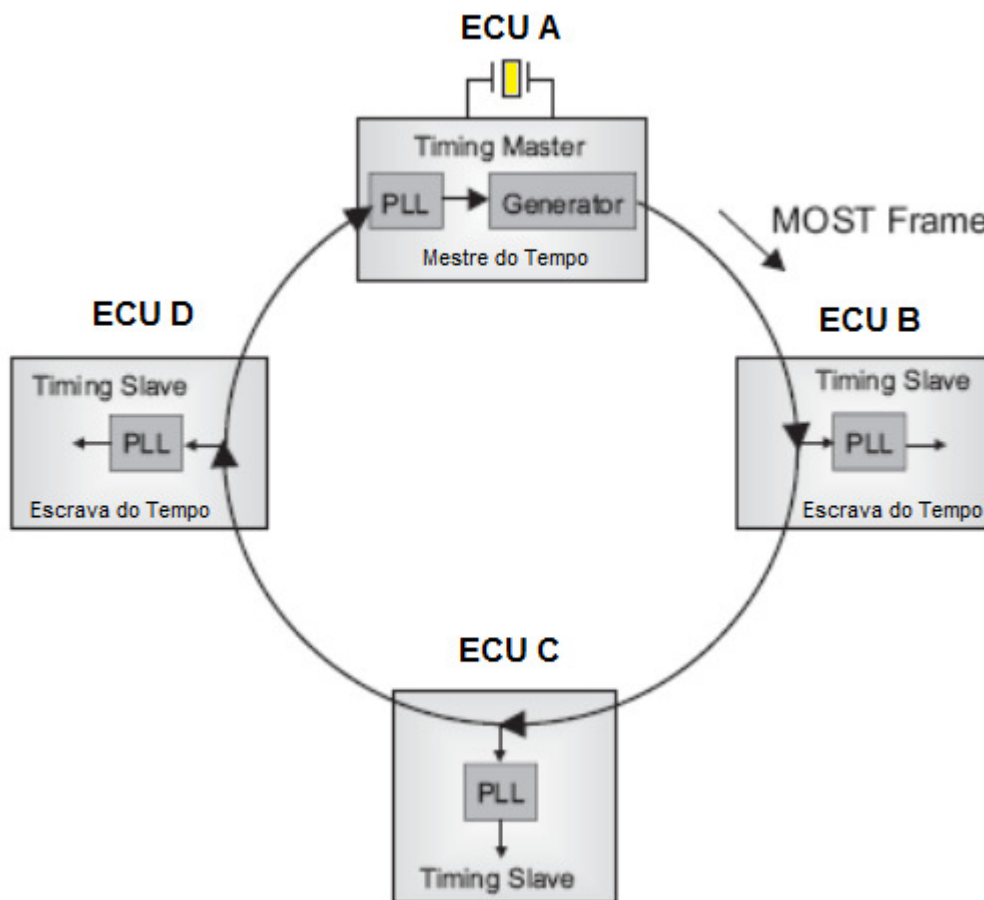 ECU A
Timing Master
PLL
Generator
Mestre do Tempo
MOST Frame
ECU D
Timing Slave
PLL
Escrava do Tempo
ECU B
Timing Slave
PLL
Escrava do Tempo
ECU C
PLL
Timing Slave